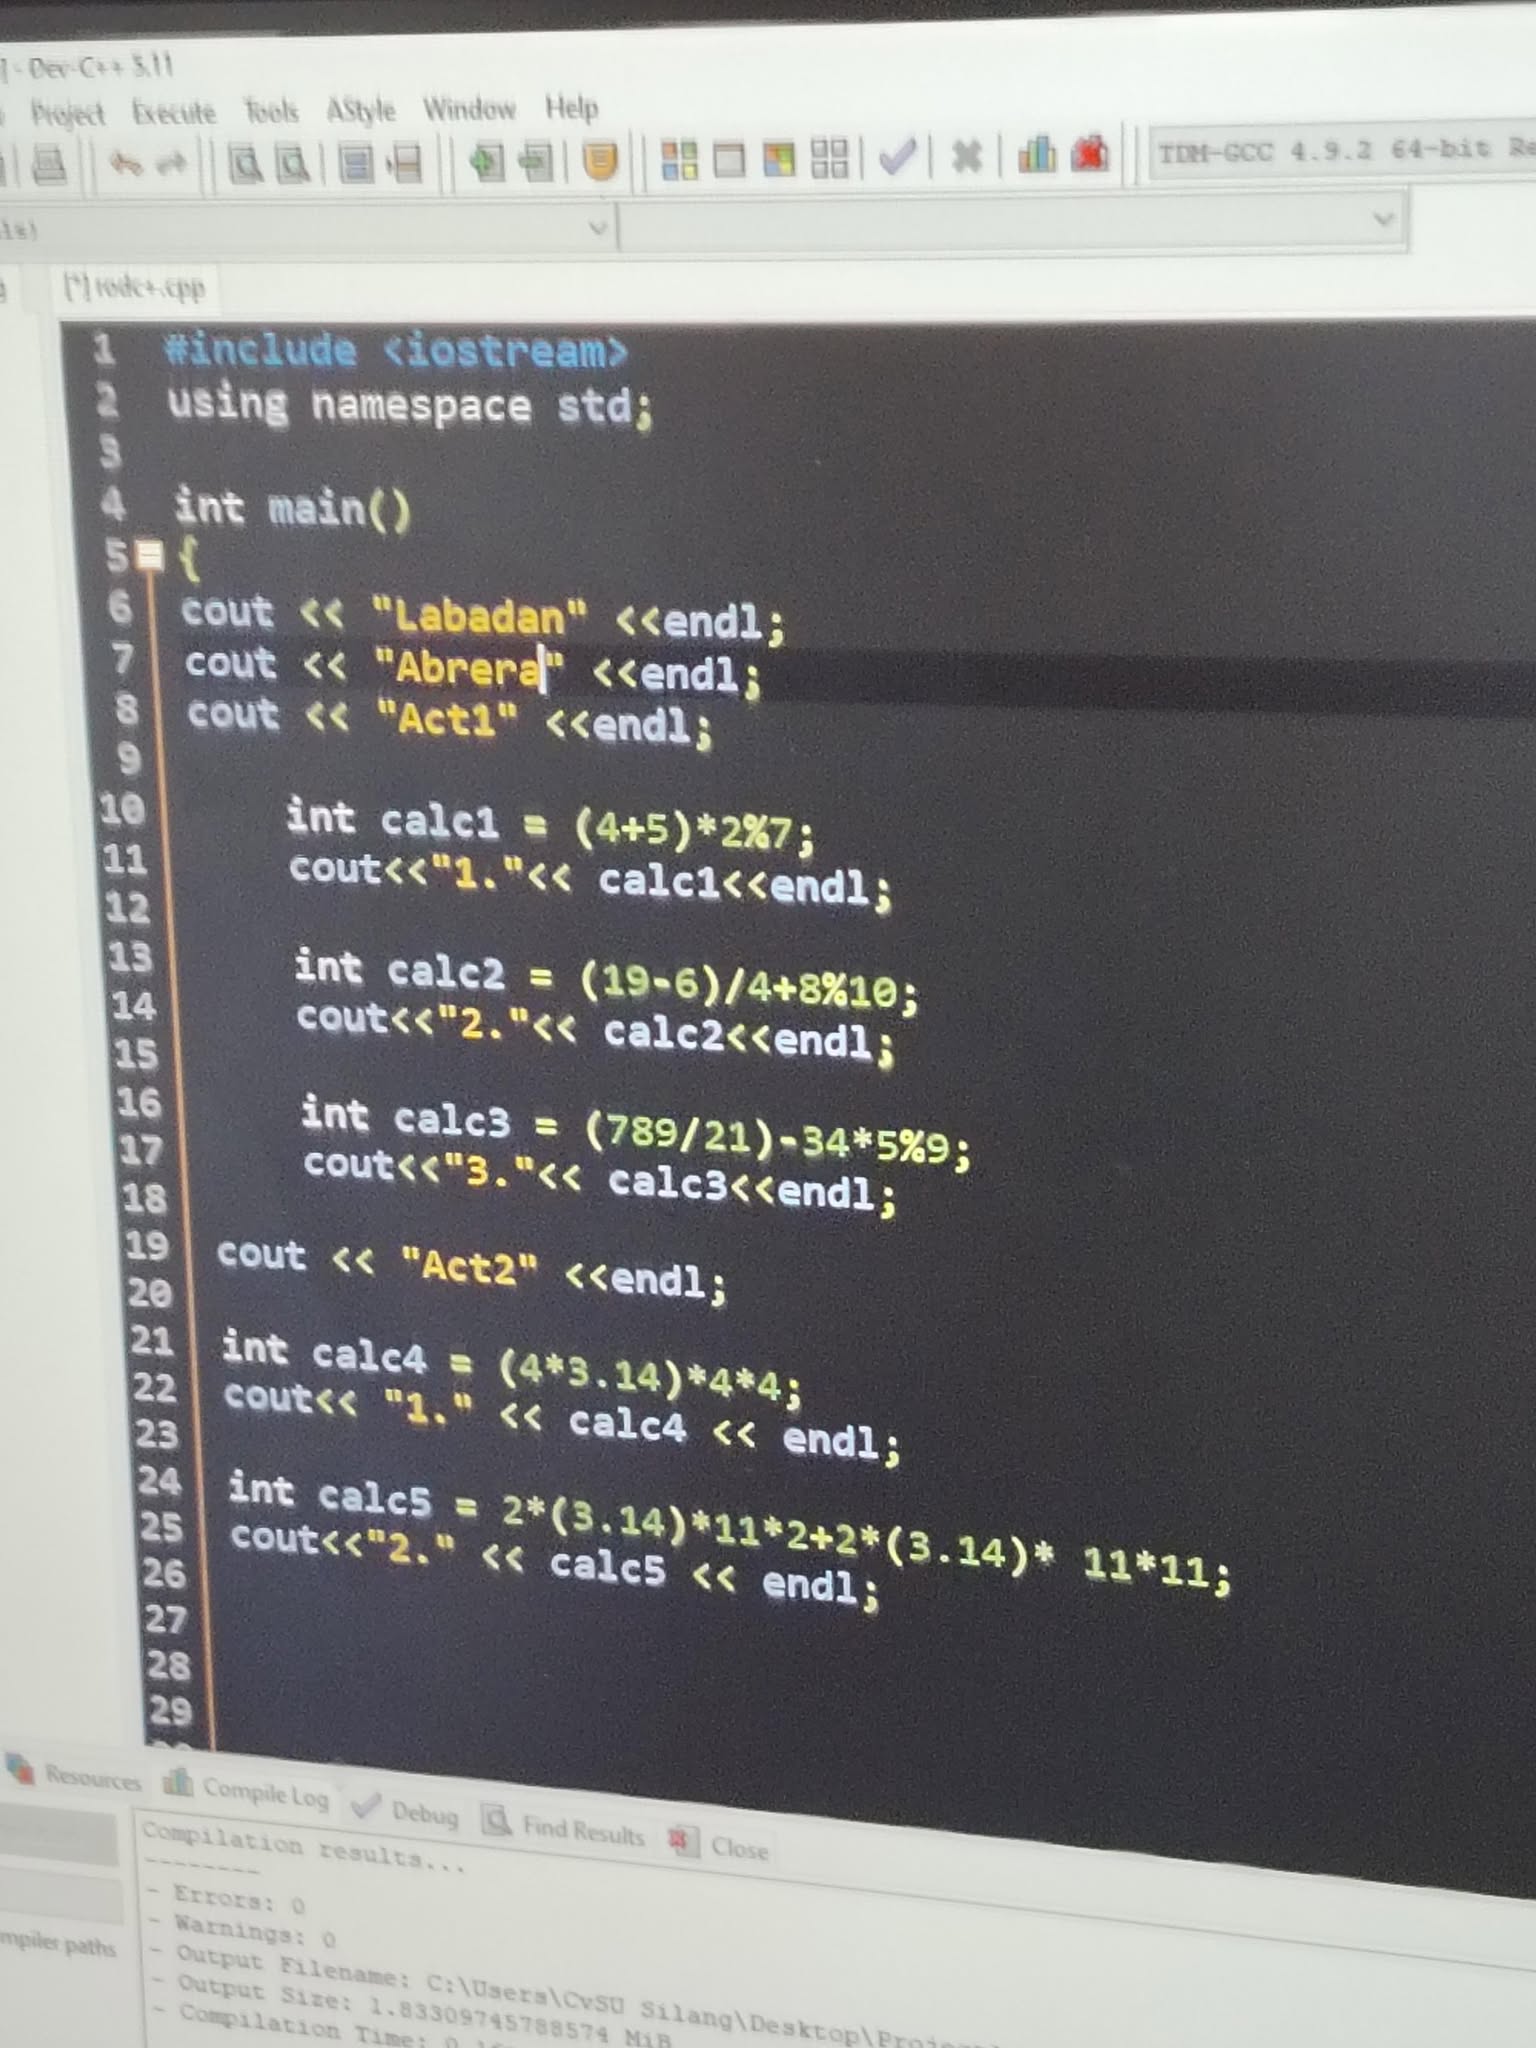 ] - Dev-C++ 5.11
Project Execute Tools AStyle Window Help
TDM-GCC 4.9.2 64-bit Re
ls)
[*] rodc+.cpp
1 #include <iostream>
2 using namespace std;
3
4 int main()
5 {
6 cout << "Labadan" <<endl;
7 cout << "Abrera" <<endl;
8 cout << "Act1" <<endl;
9
10 int calc1 = (4+5)*2%7;
11 cout<<"1."<< calc1<<endl;
12
13 int calc2 = (19-6)/4+8%10;
14 cout<<"2."<< calc2<<endl;
15
16 int calc3 = (789/21)-34*5%9;
17 cout<<"3."<< calc3<<endl;
18
19 cout << "Act2" <<endl;
20
21 int calc4 = (4*3.14)*4*4;
22 cout<< "1." << calc4 << endl;
23
24 int calc5 = 2*(3.14)*11*2+2*(3.14)* 11*11;
25 cout<<"2." << calc5 << endl;
26
27
28
29
Resources Compile Log Debug Find Results Close
Compilation results...
--------
- Errors: 0
- Warnings: 0
mpiler paths
- Output Filename: C:\Users\CvSU Silang\Desktop\Project
- Output Size: 1.83309745788574 MiB
- Compilation Time: